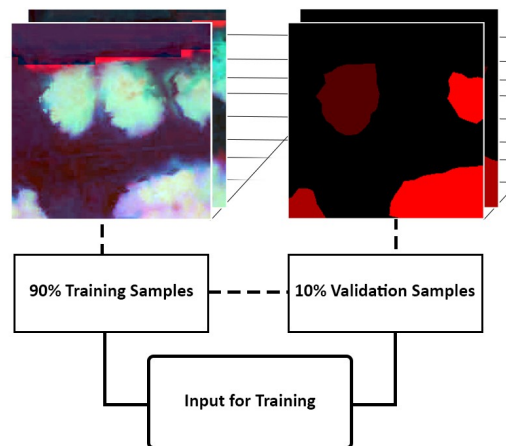 90% Training Samples
10% Validation Samples
Input for Training